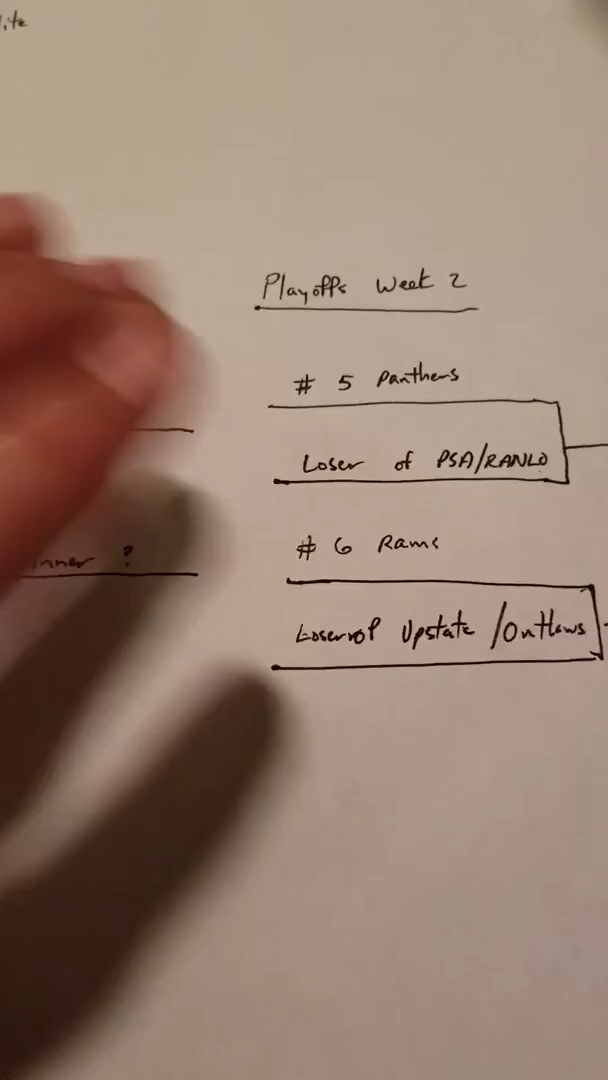 Playoffs Week 2
# 5 Panthers
Loser of PSA/RANLO
# 6 Rams
Loser of Upstate/Outlaws
?